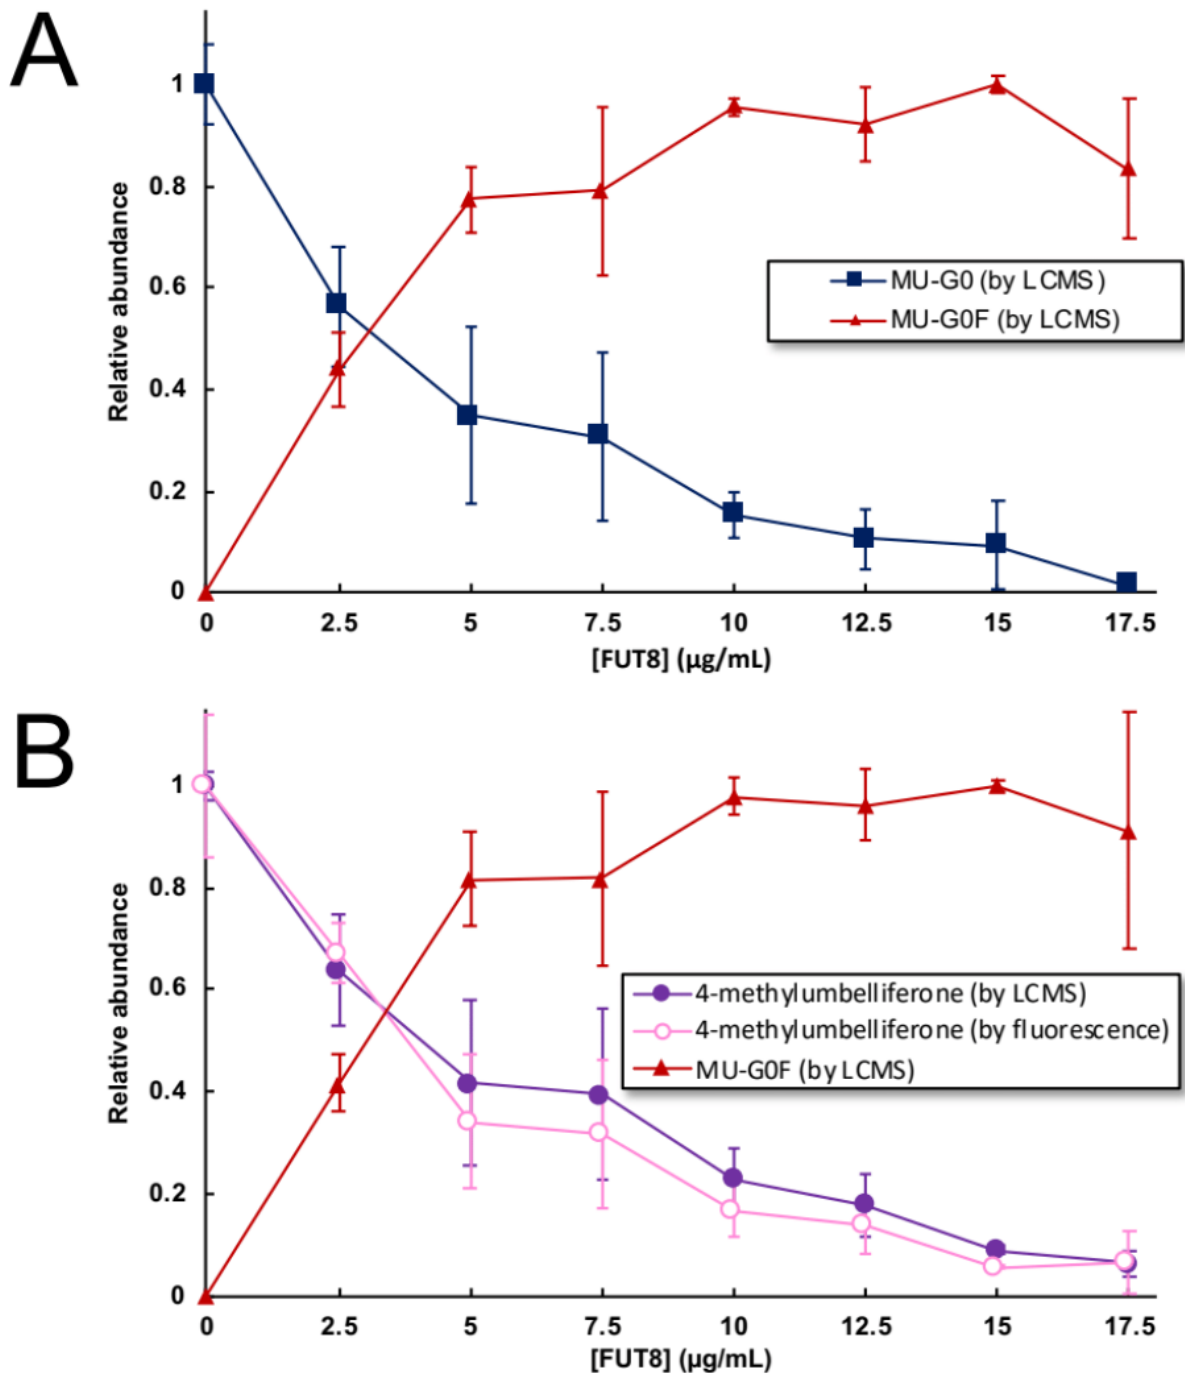 A
1
0.8
0.6
0.4
0.2
0
Relative abundance
MU-G0 (by LCMS)
MU-G0F (by LCMS)
0 2.5 5 7.5 10 12.5 15 17.5
[FUT8] (µg/mL)
B
1
0.8
0.6
0.4
0.2
0
Relative abundance
4-methylumbelliferone (by LCMS)
4-methylumbelliferone (by fluorescence)
MU-G0F (by LCMS)
0 2.5 5 7.5 10 12.5 15 17.5
[FUT8] (µg/mL)